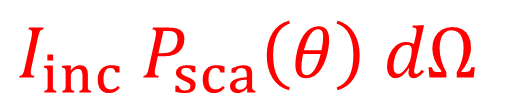 I_inc P_sca(θ) dΩ